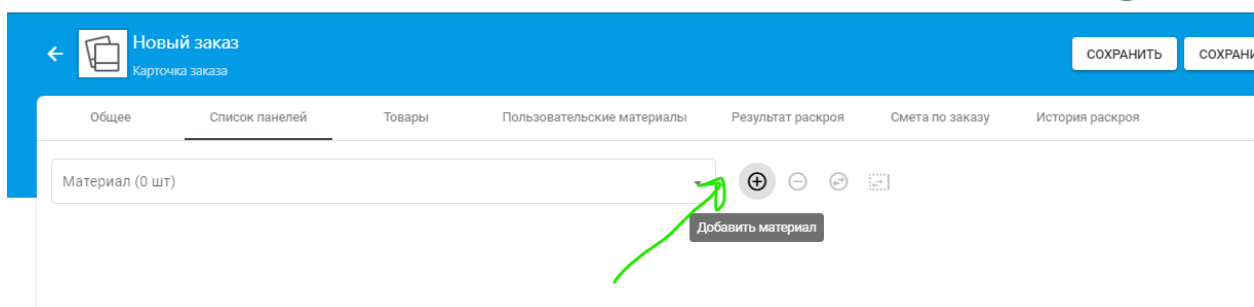 Новый заказ
Карточка заказа
СОХРАНИТЬ
СОХРАНИ
Общее
Список панелей
Товары
Пользовательские материалы
Результат раскроя
Смета по заказу
История раскроя
Материал (0 шт)
Добавить материал